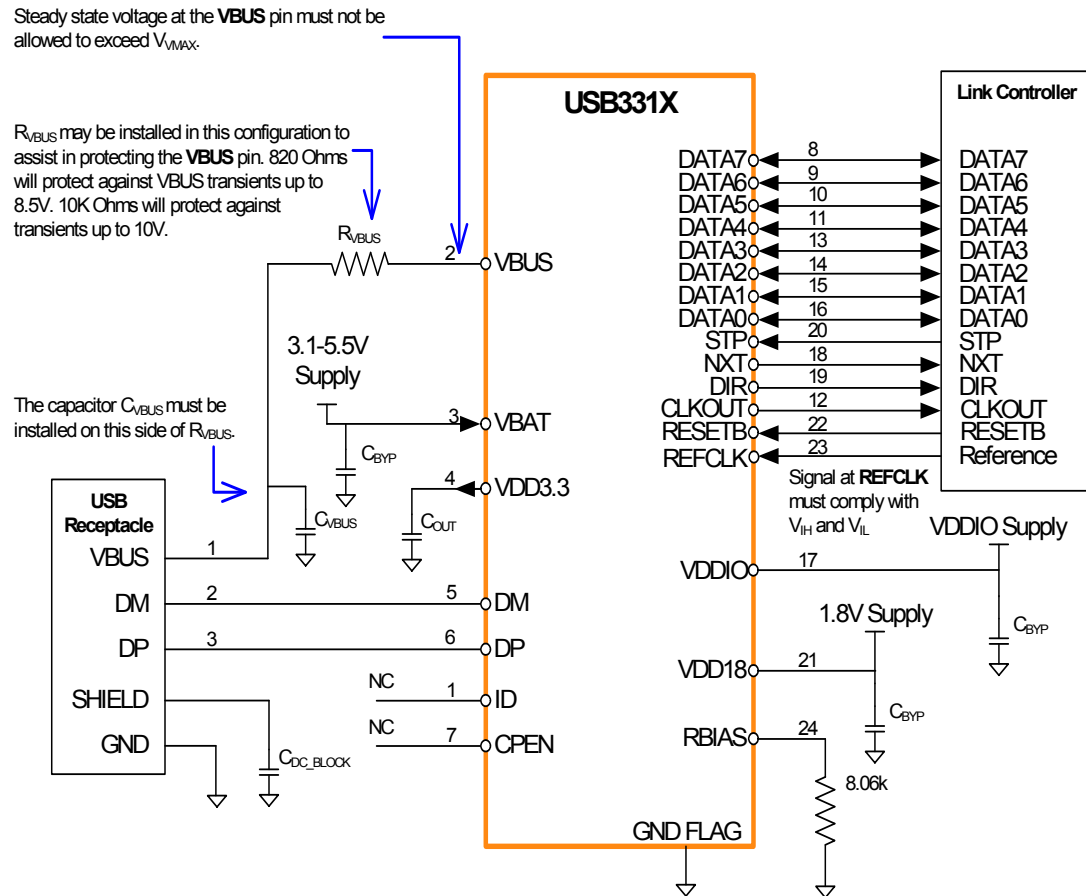 Steady state voltage at the VBUS pin must not be
allowed to exceed VVMAX.
RVBUS may be installed in this configuration to
assist in protecting the VBUS pin. 820 Ohms
will protect against VBUS transients up to
8.5V. 10K Ohms will protect against
transients up to 10V.
The capacitor CVBUS must be
installed on this side of RVBUS.
USB331X
Link Controller
DATA7 8 DATA7
DATA6 9 DATA6
DATA5 10 DATA5
DATA4 11 DATA4
DATA3 13 DATA3
DATA2 14 DATA2
DATA1 15 DATA1
DATA0 16 DATA0
STP 20 STP
NXT 18 NXT
DIR 19 DIR
CLKOUT 12 CLKOUT
RESETB 22 RESETB
REFCLK 23 Reference
Signal at REFCLK
must comply with
VIH and VIL
RVBUS
2 VBUS
3.1-5.5V
Supply
3 VBAT
CBYP
4 VDD3.3
COUT
CVBUS
USB
Receptacle
VBUS 1
DM 2 5 DM
DP 3 6 DP
SHIELD
GND
CDC_BLOCK
NC 1 ID
NC 7 CPEN
VDDIO Supply
VDDIO 17
CBYP
1.8V Supply
VDD18 21
CBYP
RBIAS 24
8.06k
GND FLAG